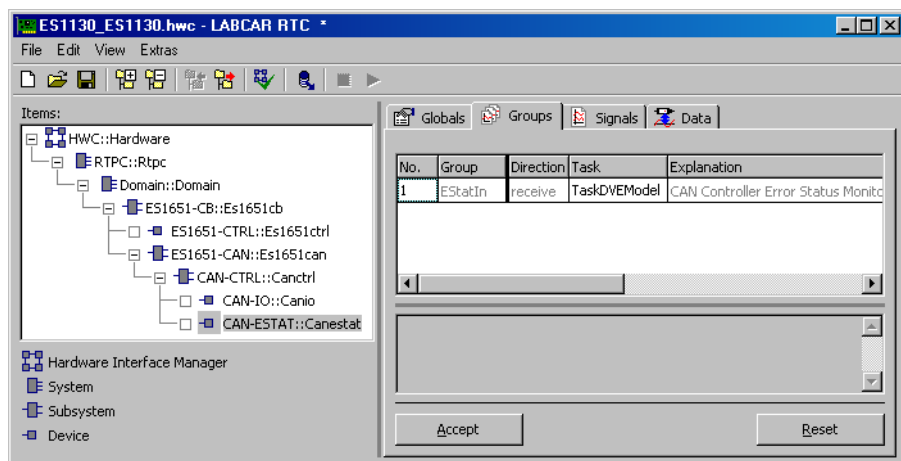 ES1130_ES1130.hwc - LABCAR RTC *
File Edit View Extras
Items:
HWC::Hardware
RTPC::Rtpc
Domain::Domain
ES1651-CB::Es1651cb
ES1651-CTRL::Es1651ctrl
ES1651-CAN::Es1651can
CAN-CTRL::Canctrl
CAN-IO::Canio
CAN-ESTAT::Canestat
Hardware Interface Manager
System
Subsystem
Device
Globals Groups Signals Data
No. Group Direction Task Explanation
1 EStatIn receive TaskDVEModel CAN Controller Error Status Monitc
Accept Reset